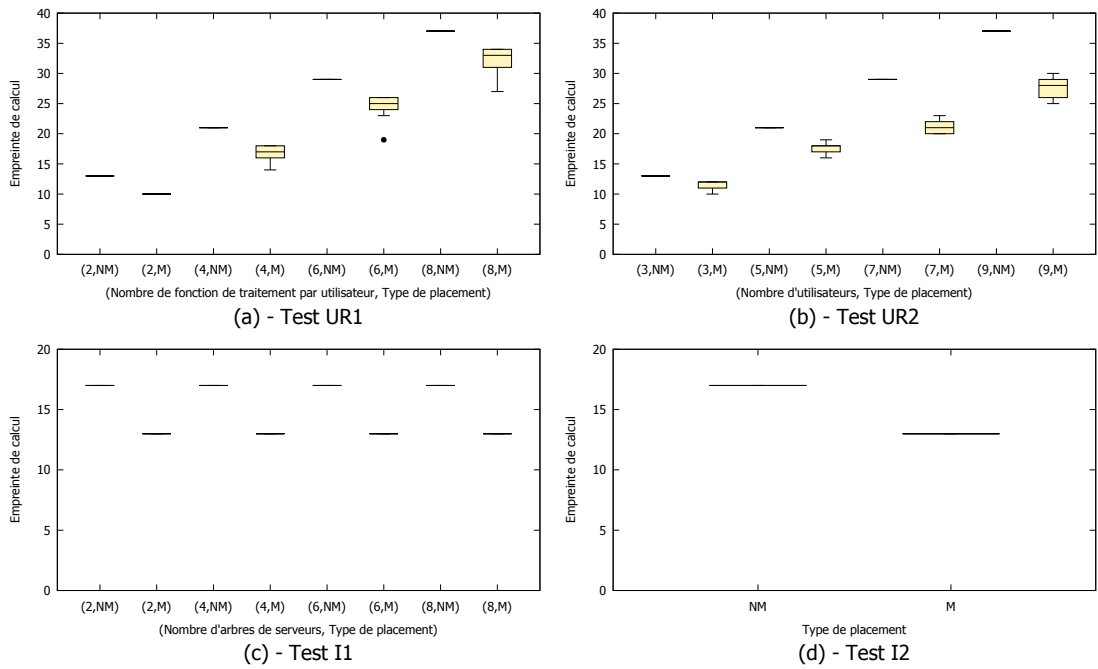 40
35
30
25
20
15
10
5
0
Empreinte de calcul
(2,NM) (2,M) (4,NM) (4,M) (6,NM) (6,M) (8,NM) (8,M)
(Nombre de fonction de traitement par utilisateur, Type de placement)
(a) - Test UR1
40
35
30
25
20
15
10
5
0
Empreinte de calcul
(3,NM) (3,M) (5,NM) (5,M) (7,NM) (7,M) (9,NM) (9,M)
(Nombre d'utilisateurs, Type de placement)
(b) - Test UR2
20
15
10
5
0
Empreinte de calcul
(2,NM) (2,M) (4,NM) (4,M) (6,NM) (6,M) (8,NM) (8,M)
(Nombre d'arbres de serveurs, Type de placement)
(c) - Test I1
20
15
10
5
0
Empreinte de calcul
NM M
Type de placement
(d) - Test I2